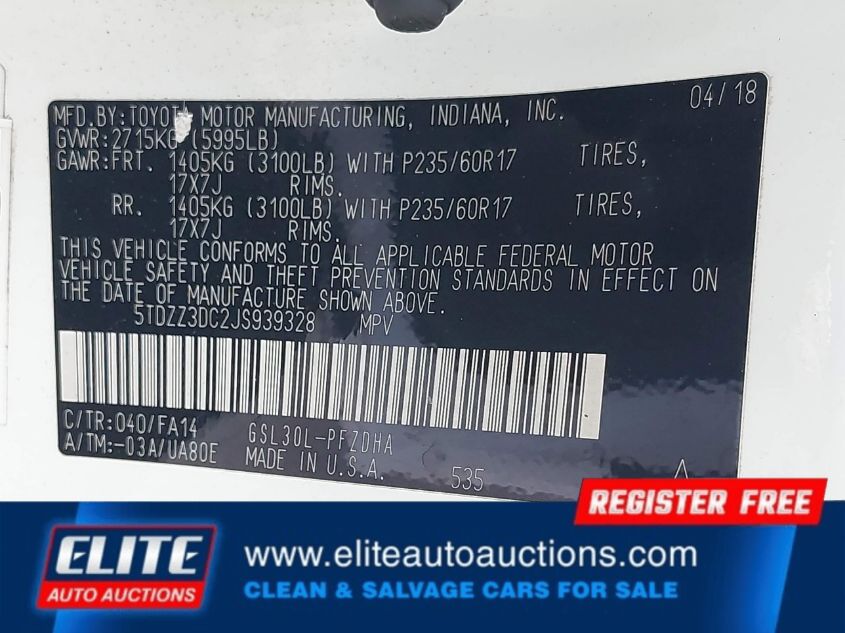 MFD.BY:TOYOTA MOTOR MANUFACTURING, INDIANA, INC. 04/18
GVWR:2715KG (5995LB)
GAWR:FRT. 1405KG (3100LB) WITH P235/60R17 TIRES,
17X7J RIMS.
RR. 1405KG (3100LB) WITH P235/60R17 TIRES,
17X7J RIMS.
THIS VEHICLE CONFORMS TO ALL APPLICABLE FEDERAL MOTOR
VEHICLE SAFETY AND THEFT PREVENTION STANDARDS IN EFFECT ON
THE DATE OF MANUFACTURE SHOWN ABOVE.
5TDZZ3DC2JS939328 MPV
C/TR:040/FA14 GSL30L-PFZDHA
A/TM:-03A/UA80E MADE IN U.S.A. 535 A
REGISTER FREE
ELITE
AUTO AUCTIONS
www.eliteautoauctions.com
CLEAN & SALVAGE CARS FOR SALE